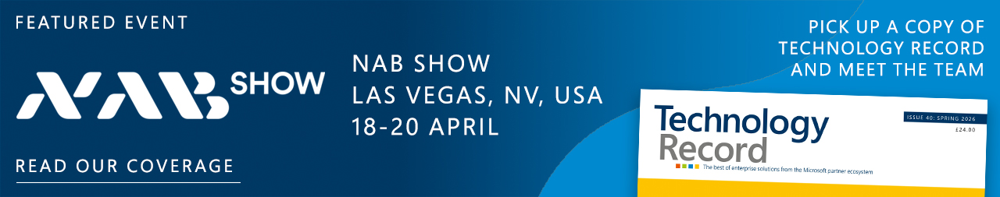 FEATURED EVENT
NAB SHOW
NAB SHOW
LAS VEGAS, NV, USA
18-20 APRIL
READ OUR COVERAGE
PICK UP A COPY OF
TECHNOLOGY RECORD
AND MEET THE TEAM
Technology
Record
The best of enterprise solutions from the Microsoft partner ecosystem
ISSUE 40: SPRING 2026
£24.00